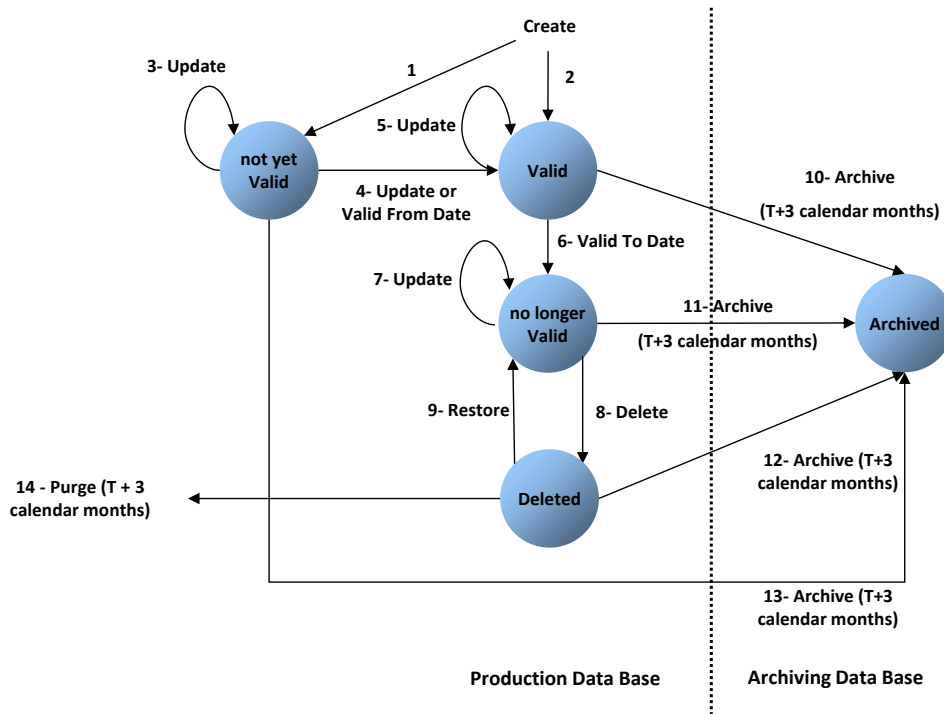 Create
3- Update
1
2
5- Update
not yet
Valid
Valid
4- Update or
Valid From Date
10- Archive
(T+3 calendar months)
6- Valid To Date
7- Update
no longer
Valid
11- Archive
(T+3 calendar months)
Archived
9- Restore
8- Delete
12- Archive (T+3
calendar months)
14 - Purge (T + 3
calendar months)
Deleted
13- Archive (T+3
calendar months)
Production Data Base
Archiving Data Base